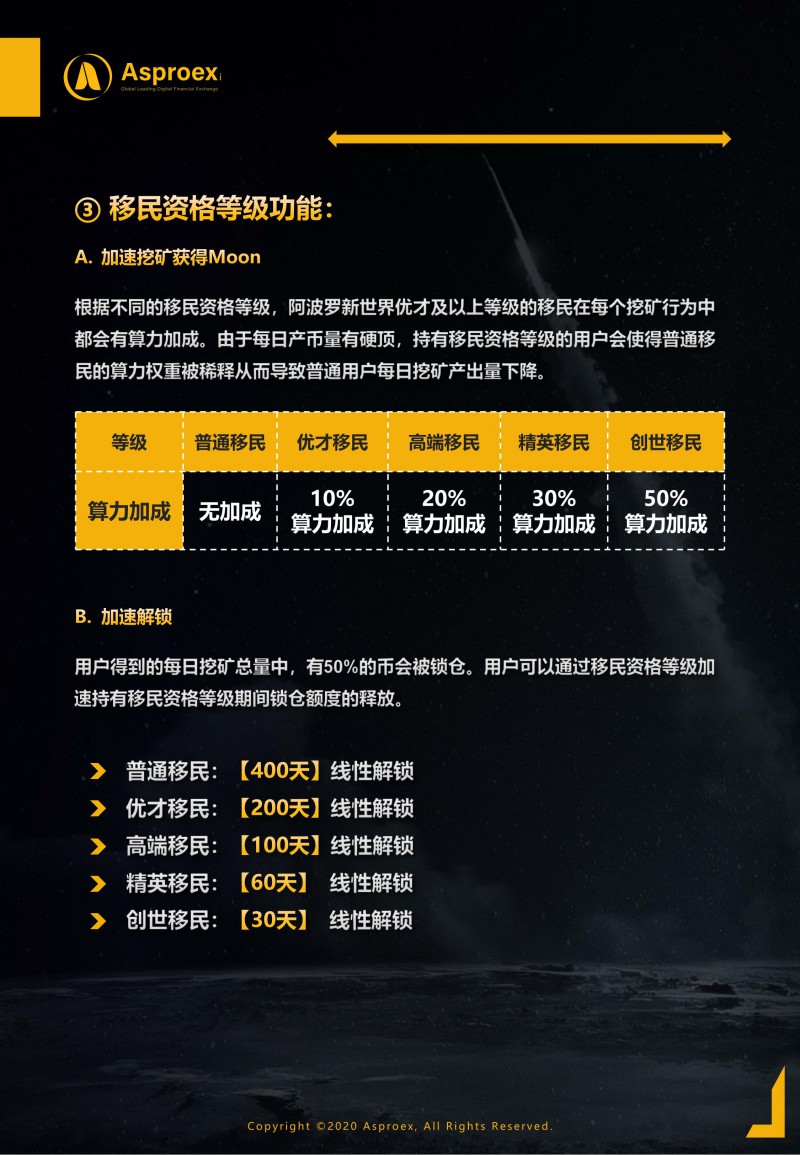 Asproex
Global Leading Digital Financial Exchange
③ 移民资格等级功能：
A. 加速挖矿获得Moon
根据不同的移民资格等级，阿波罗新世界优才及以上等级的移民在每个挖矿行为中
都会有算力加成。由于每日产币量有硬顶，持有移民资格等级的用户会使得普通移
民的算力权重被稀释从而导致普通用户每日挖矿产出量下降。
等级 普通移民 优才移民 高端移民 精英移民 创世移民
算力加成 无加成 10% 算力加成 20% 算力加成 30% 算力加成 50% 算力加成
B. 加速解锁
用户得到的每日挖矿总量中，有50%的币会被锁仓。用户可以通过移民资格等级加
速持有移民资格等级期间锁仓额度的释放。
普通移民：【400天】线性解锁
优才移民：【200天】线性解锁
高端移民：【100天】线性解锁
精英移民：【60天】 线性解锁
创世移民：【30天】 线性解锁
Copyright ©2020 Asproex, All Rights Reserved.